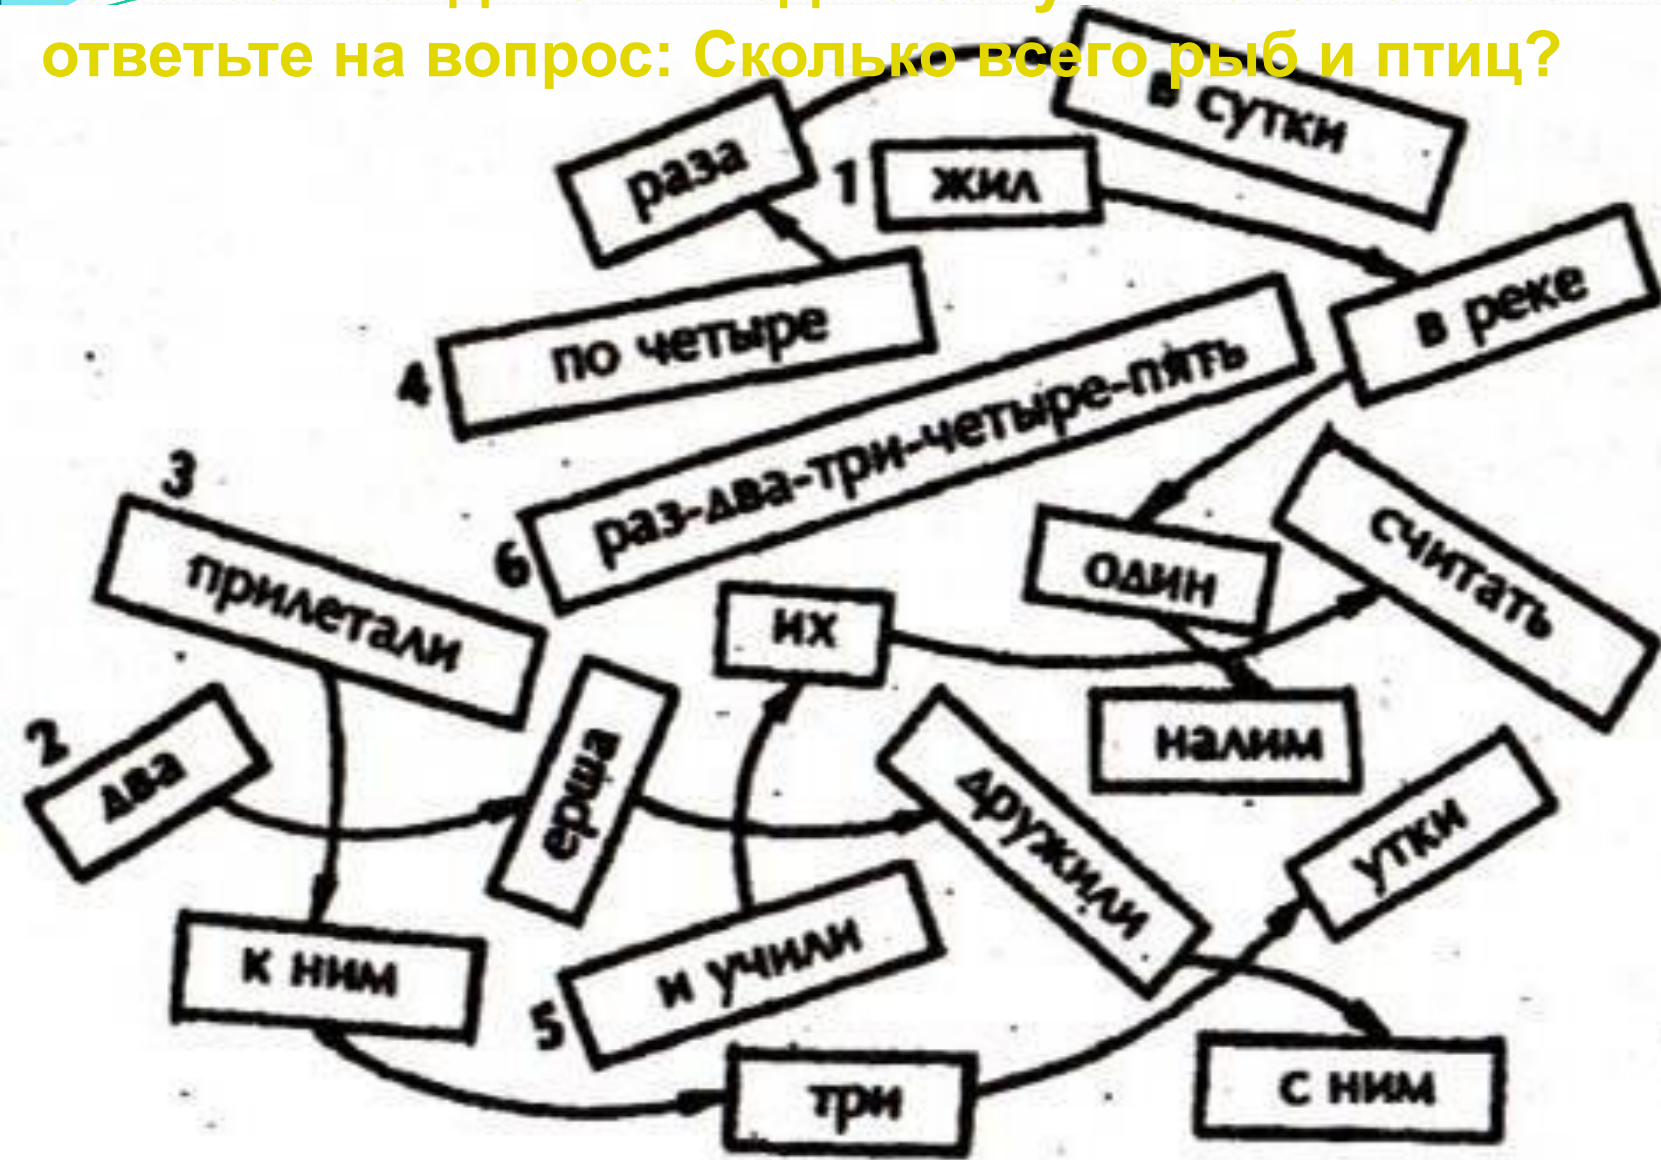 ответьте на вопрос: Сколько всего рыб и птиц?
в сутки
раза
1 жил
в реке
4 по четыре
6 раз-два-три-четыре-пять
считать
3 прилетали
один
их
2 два
ерша
налим
дружили
утки
к ним
5 и учили
три
с ним